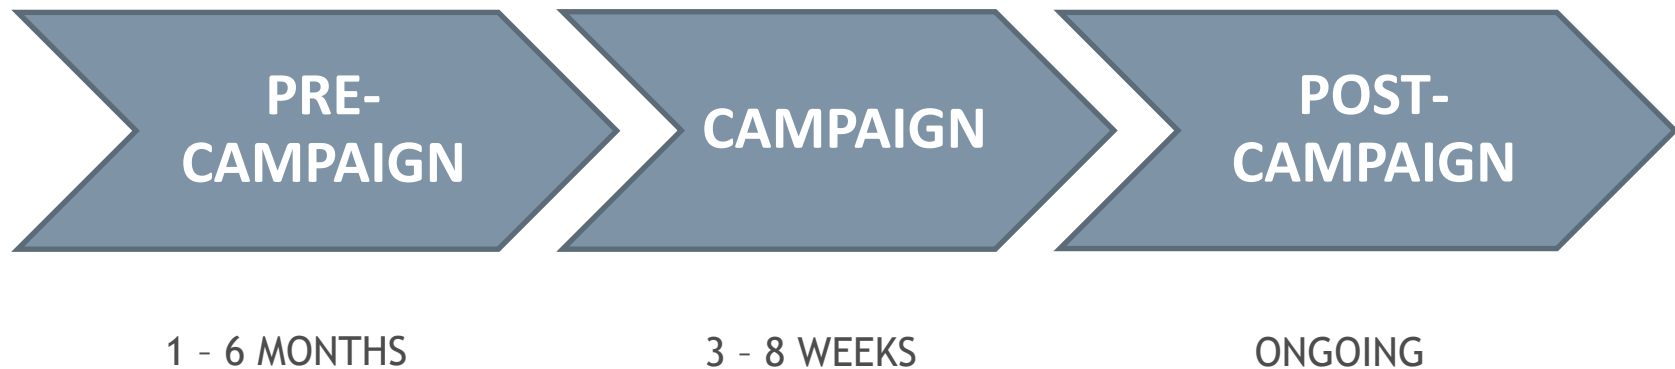 PRE-
CAMPAIGN
CAMPAIGN
POST-
CAMPAIGN
1 – 6 MONTHS
3 – 8 WEEKS
ONGOING